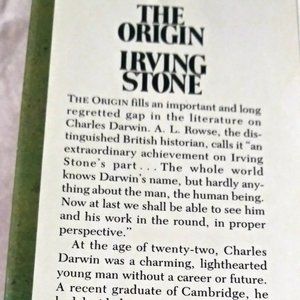 THE
ORIGIN
IRVING
STONE
THE ORIGIN fills an important and long
regretted gap in the literature on
Charles Darwin. A. L. Rowse, the dis-
tinguished British historian, calls it "an
extraordinary achievement on Irving
Stone's part . . . The whole world
knows Darwin's name, but hardly any-
thing about the man, the human being.
Now at last we shall be able to see him
and his work in the round, in proper
perspective."
At the age of twenty-two, Charles
Darwin was a charming, lighthearted
young man without a career or future.
A recent graduate of Cambridge, he